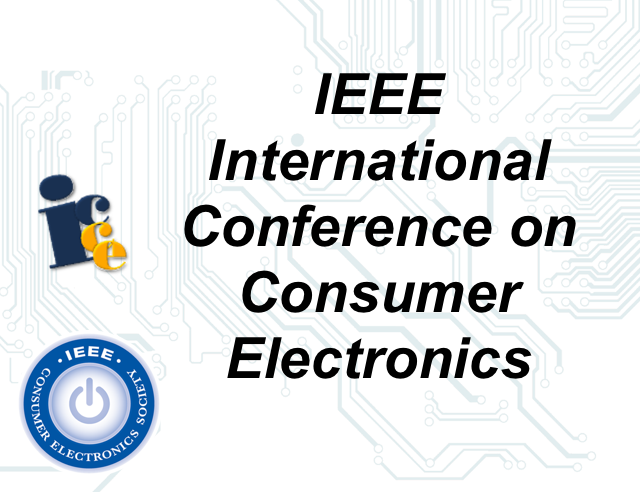 IEEE
International
Conference on
Consumer
Electronics
icce
· IEEE ·
CONSUMER ELECTRONICS SOCIETY